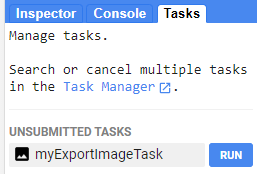 Inspector Console Tasks
Manage tasks.
Search or cancel multiple tasks
in the Task Manager.
UNSUBMITTED TASKS
myExportImageTask RUN